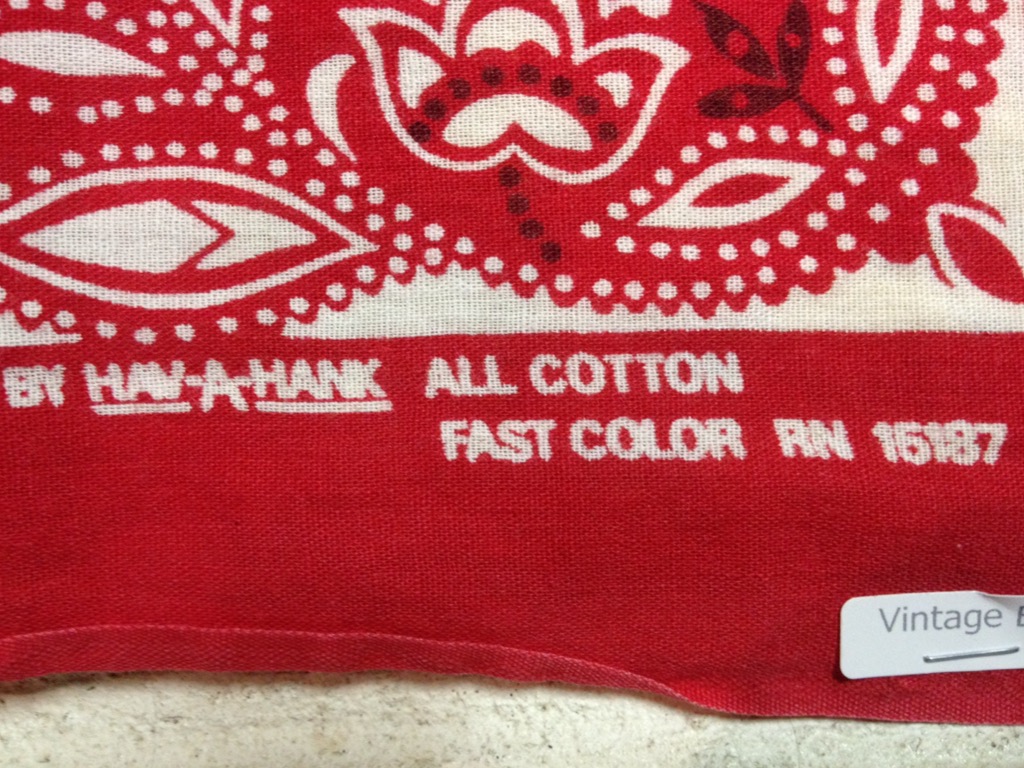 BY HAV-A-HANK ALL COTTON
FAST COLOR RN 15187
Vintage